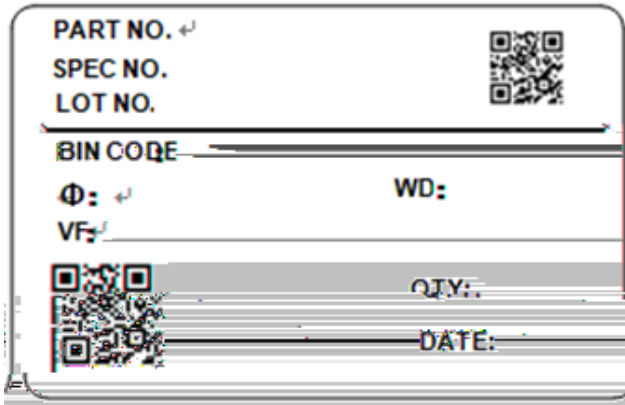 PART NO.
SPEC NO.
LOT NO.
BIN CODE:
Φ: WD:
VF:
QTY:
DATE: